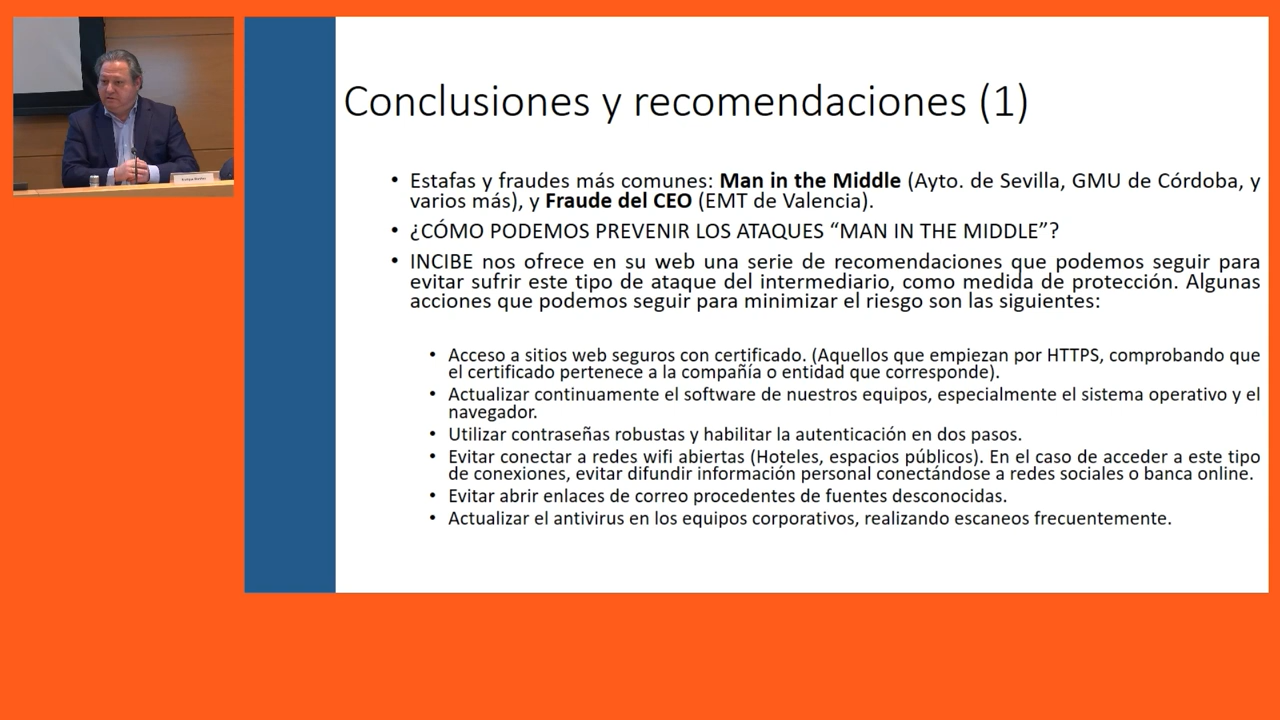 Conclusiones y recomendaciones (1)
• Estafas y fraudes más comunes: Man in the Middle (Ayto. de Sevilla, GMU de Córdoba, y
varios más), y Fraude del CEO (EMT de Valencia).
• ¿CÓMO PODEMOS PREVENIR LOS ATAQUES “MAN IN THE MIDDLE”?
• INCIBE nos ofrece en su web una serie de recomendaciones que podemos seguir para
evitar sufrir este tipo de ataque del intermediario, como medida de protección. Algunas
acciones que podemos seguir para minimizar el riesgo son las siguientes:
• Acceso a sitios web seguros con certificado. (Aquellos que empiezan por HTTPS, comprobando que
el certificado pertenece a la compañía o entidad que corresponde).
• Actualizar continuamente el software de nuestros equipos, especialmente el sistema operativo y el
navegador.
• Utilizar contraseñas robustas y habilitar la autenticación en dos pasos.
• Evitar conectar a redes wifi abiertas (Hoteles, espacios públicos). En el caso de acceder a este tipo
de conexiones, evitar difundir información personal conectándose a redes sociales o banca online.
• Evitar abrir enlaces de correo procedentes de fuentes desconocidas.
• Actualizar el antivirus en los equipos corporativos, realizando escaneos frecuentemente.